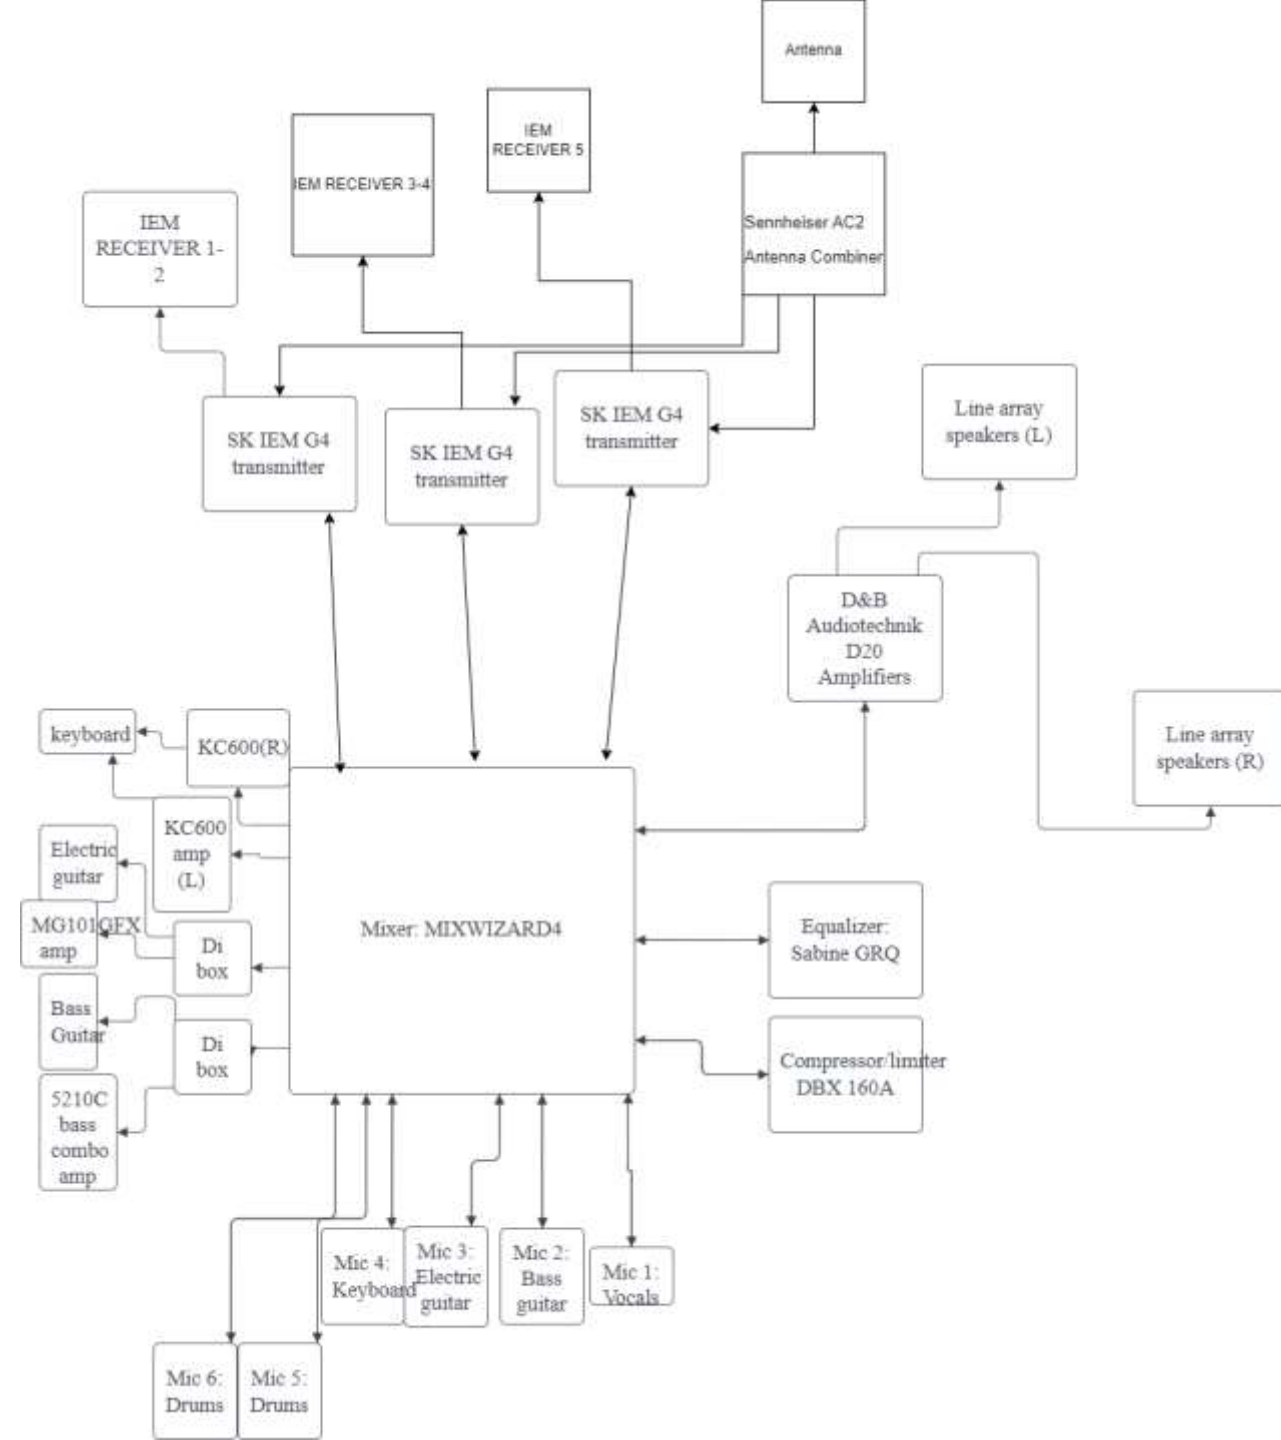 Antenna
IEM
RECEIVER 5
IEM RECEIVER 3-4
IEM
RECEIVER 1-
2
Sennheiser AC2
Antenna Combiner
SK IEM G4
transmitter
SK IEM G4
transmitter
SK IEM G4
transmitter
Line array
speakers (L)
D&B
Audiotechnik
D20
Amplifiers
Line array
speakers (R)
keyboard
KC600(R)
KC600
amp
(L)
Electric
guitar
MG101GFX
amp
Di
box
Bass
Guitar
Di
box
5210C
bass
combo
amp
Mixer: MIXWIZARD4
Equalizer:
Sabine GRQ
Compressor/limiter
DBX 160A
Mic 4:
Keyboard
Mic 3:
Electric
guitar
Mic 2:
Bass
guitar
Mic 1:
Vocals
Mic 6:
Drums
Mic 5:
Drums